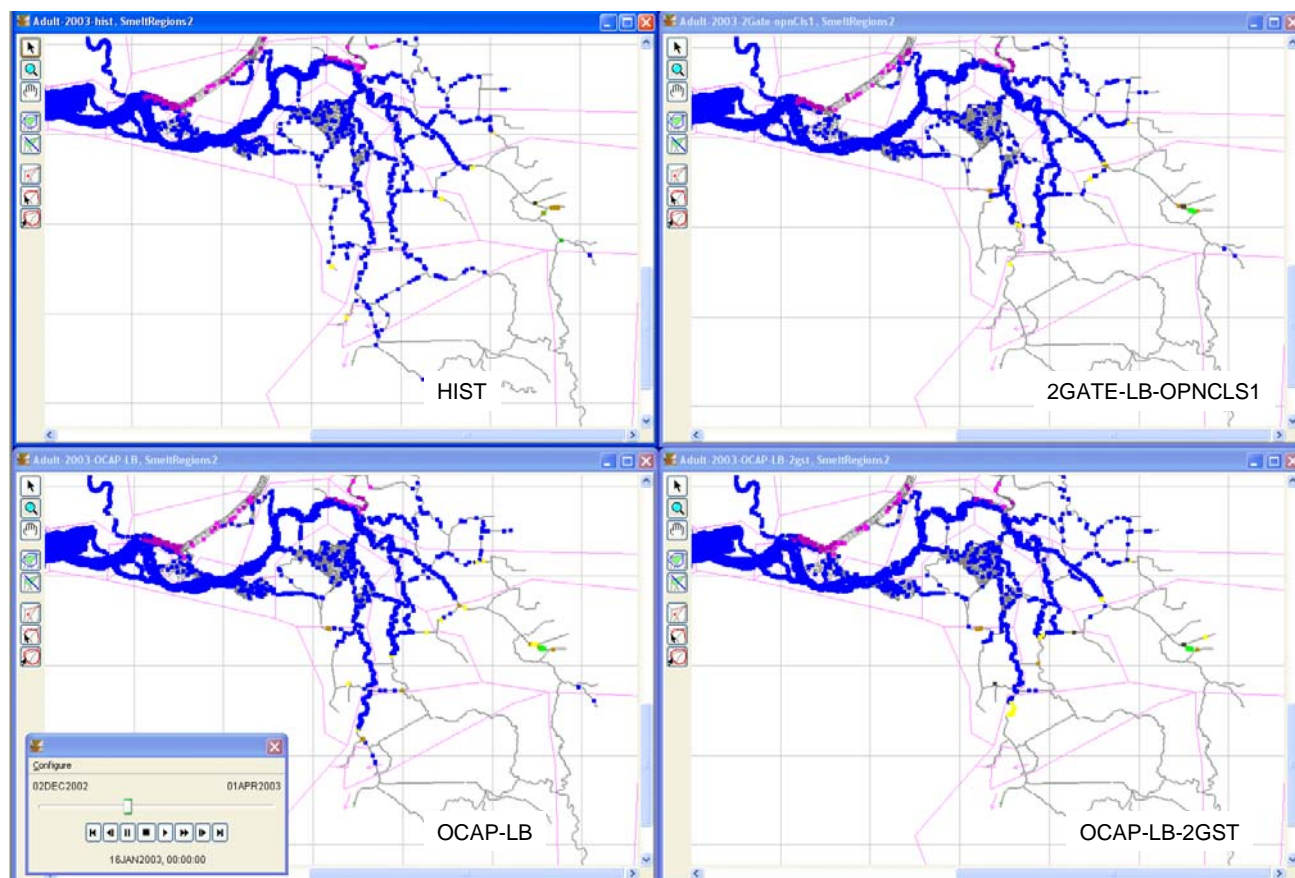 Adult-2003-hist, SmeltRegions2
HIST
Adult-2003-2Gate-opnCls1, SmeltRegions2
2GATE-LB-OPNCLS1
Adult-2003-OCAP-LB, SmeltRegions2
Configure
02DEC2002 01APR2003
16JAN2003, 00:00:00
OCAP-LB
Adult-2003-OCAP-LB-2gst, SmeltRegions2
OCAP-LB-2GST